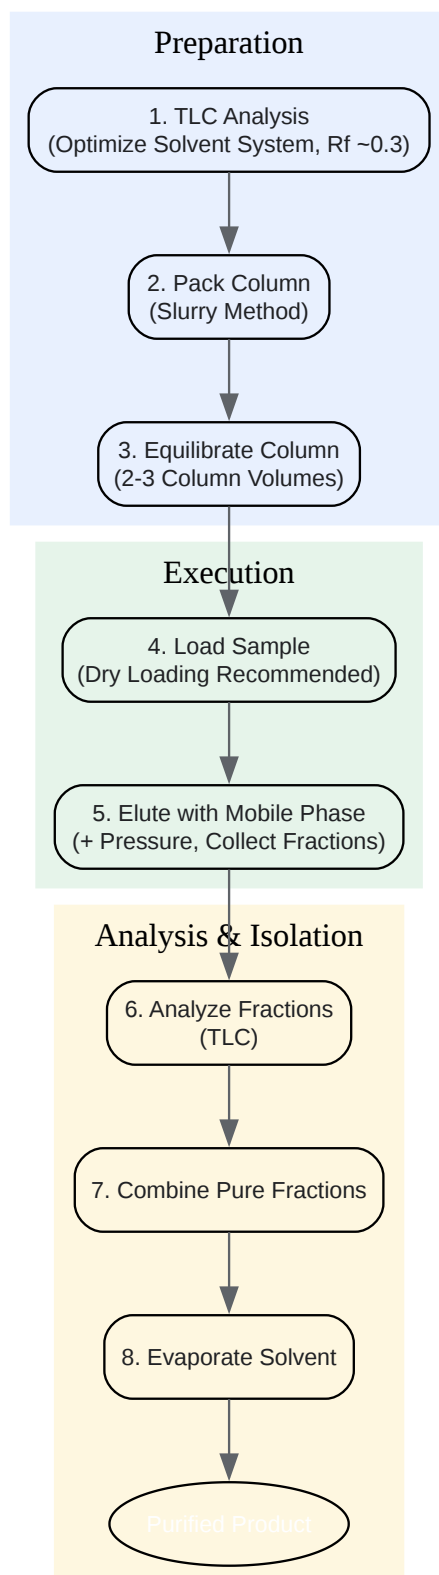 Preparation
1. TLC Analysis
(Optimize Solvent System, Rf ~0.3)
2. Pack Column
(Slurry Method)
3. Equilibrate Column
(2-3 Column Volumes)
Execution
4. Load Sample
(Dry Loading Recommended)
5. Elute with Mobile Phase
(+ Pressure, Collect Fractions)
Analysis & Isolation
6. Analyze Fractions
(TLC)
7. Combine Pure Fractions
8. Evaporate Solvent
Purified Product